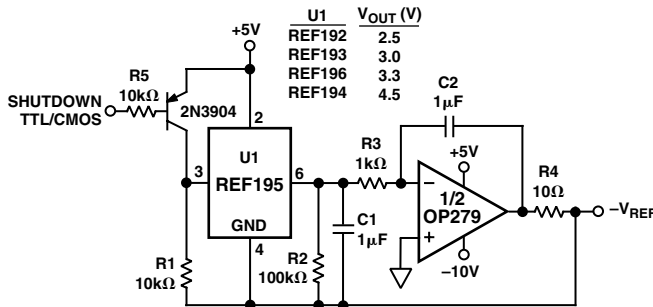 U1 VOUT (V)
REF192 2.5
REF193 3.0
REF196 3.3
REF194 4.5
+5V
R5
10kΩ
SHUTDOWN
TTL/CMOS
2N3904
2
U1
3
REF195
6
GND
4
R1
10kΩ
R2
100kΩ
C1
1μF
R3
1kΩ
C2
1μF
+5V
–
1/2
OP279
+
–10V
R4
10Ω
–VREF